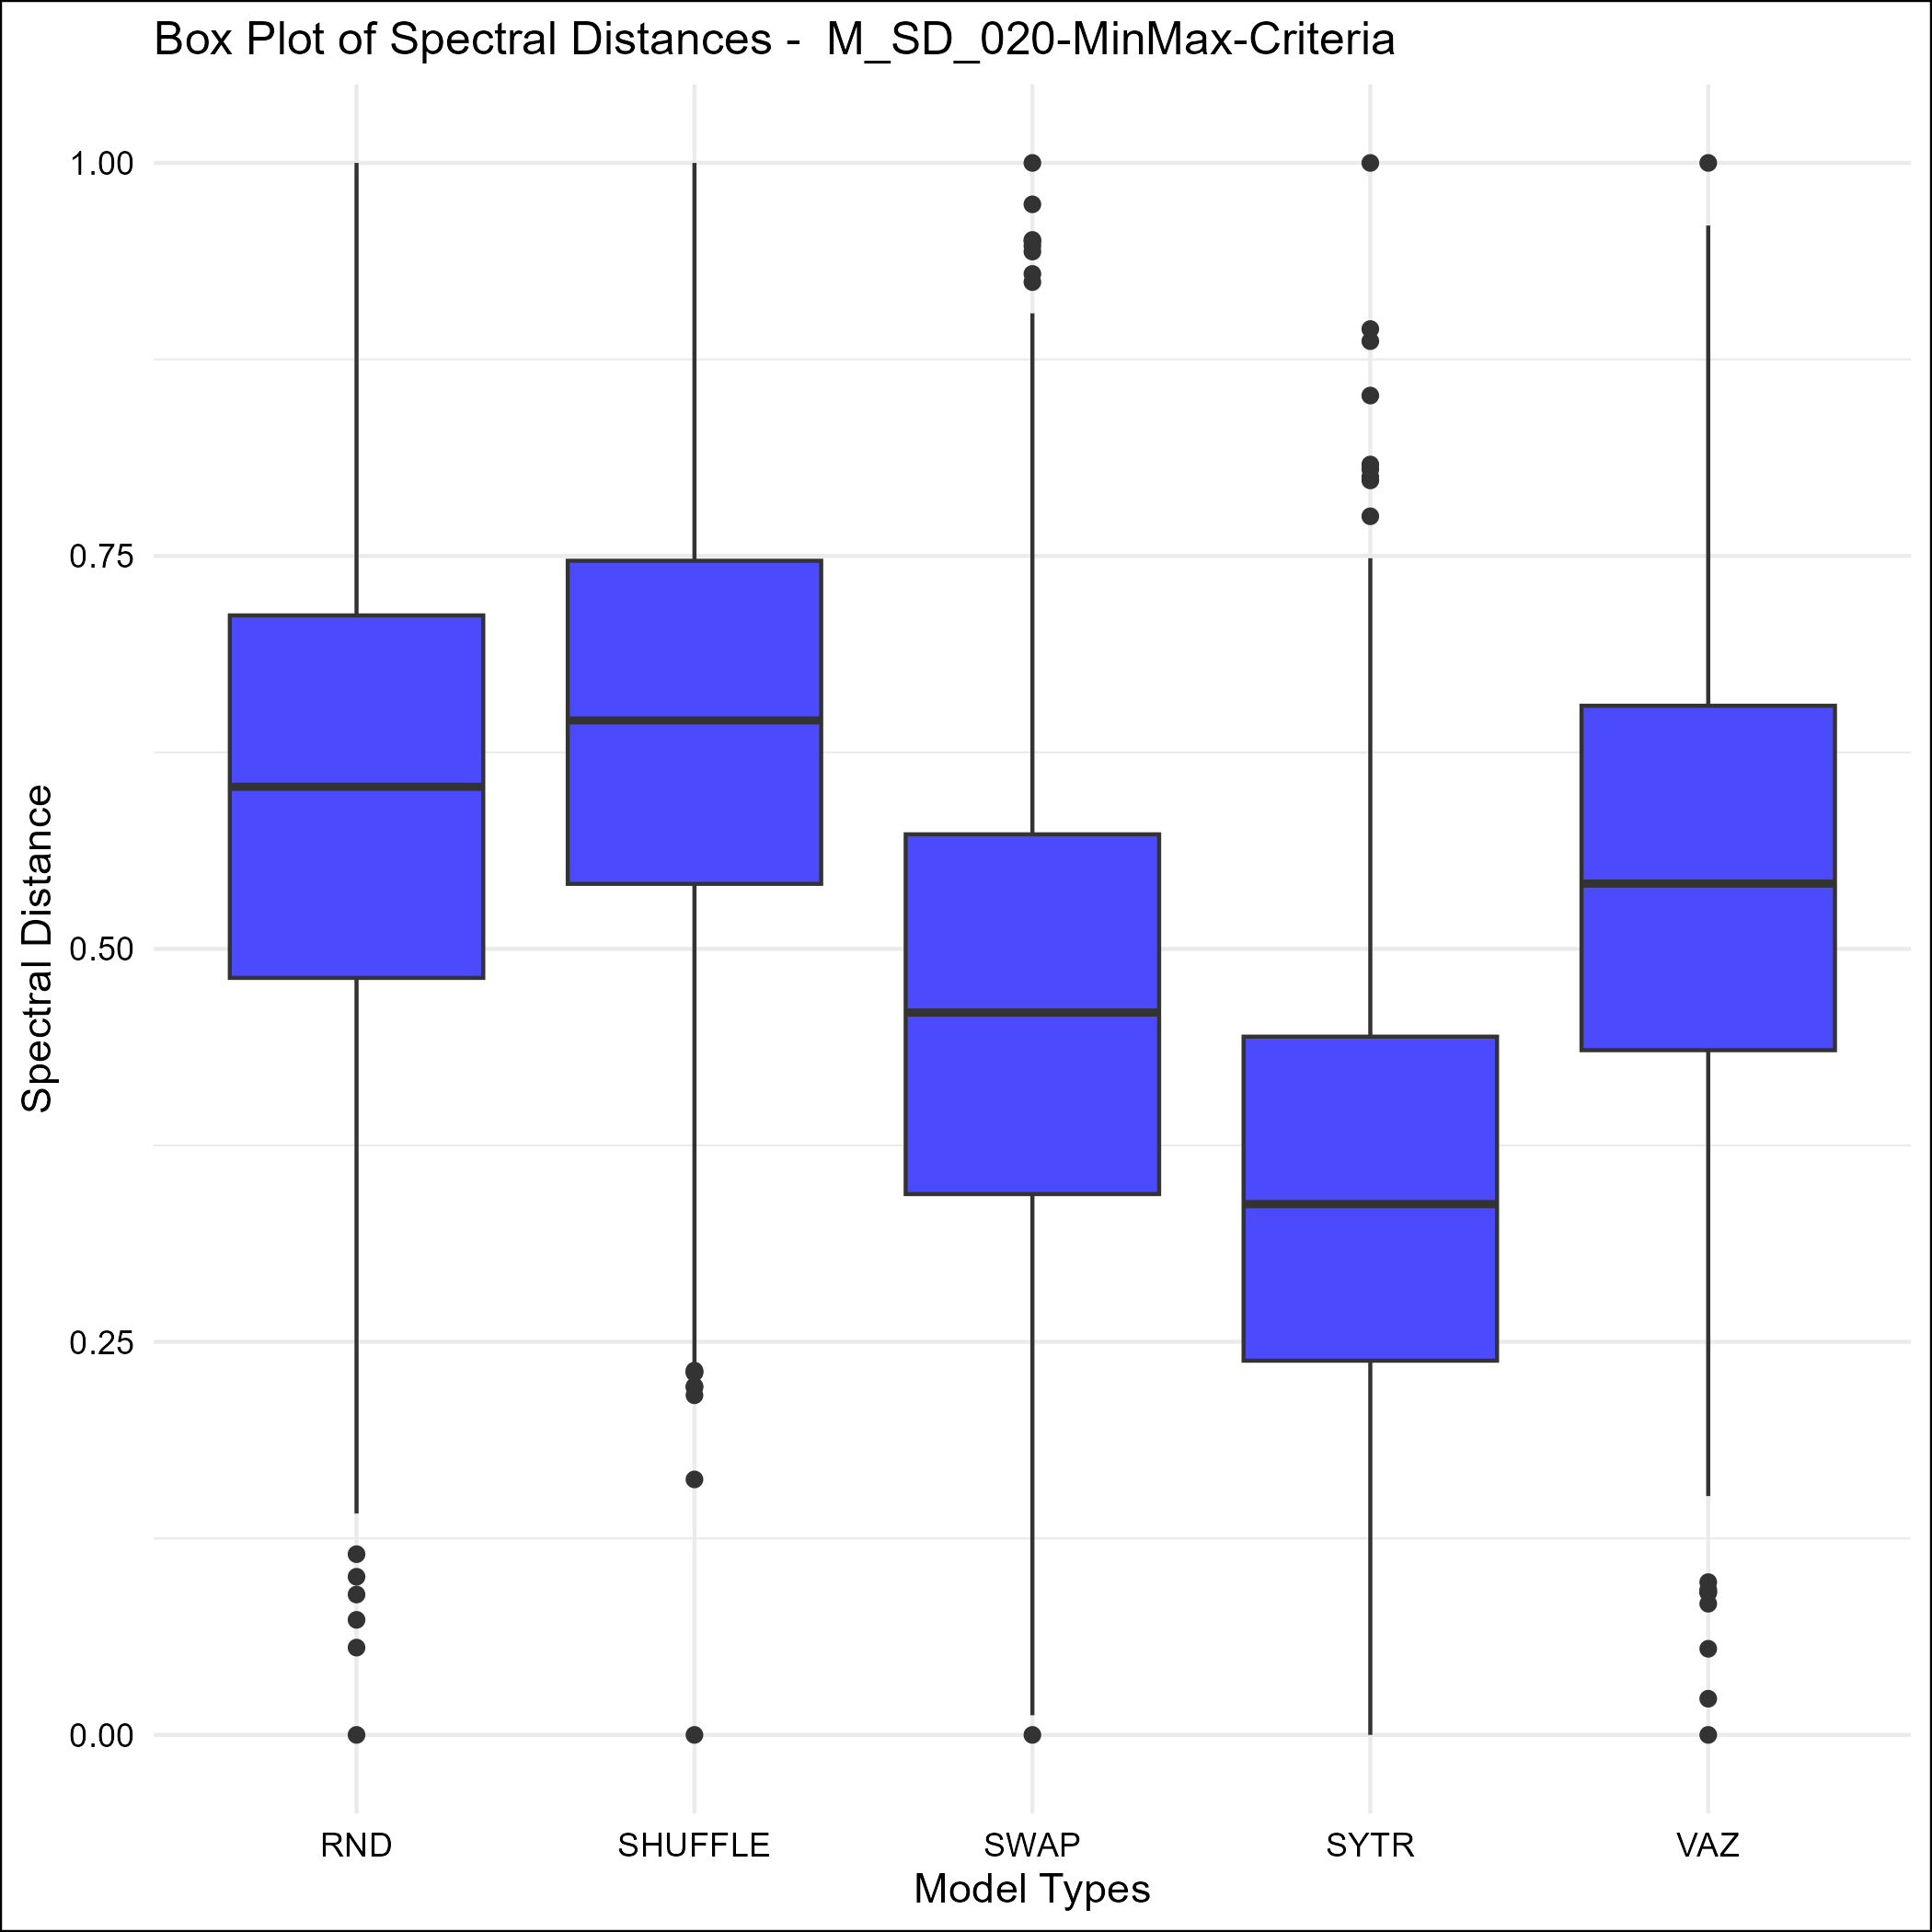 Box Plot of Spectral Distances -  M_SD_020-MinMax-Criteria
Spectral Distance
1.00
0.75
0.50
0.25
0.00
RND SHUFFLE SWAP SYTR VAZ
Model Types